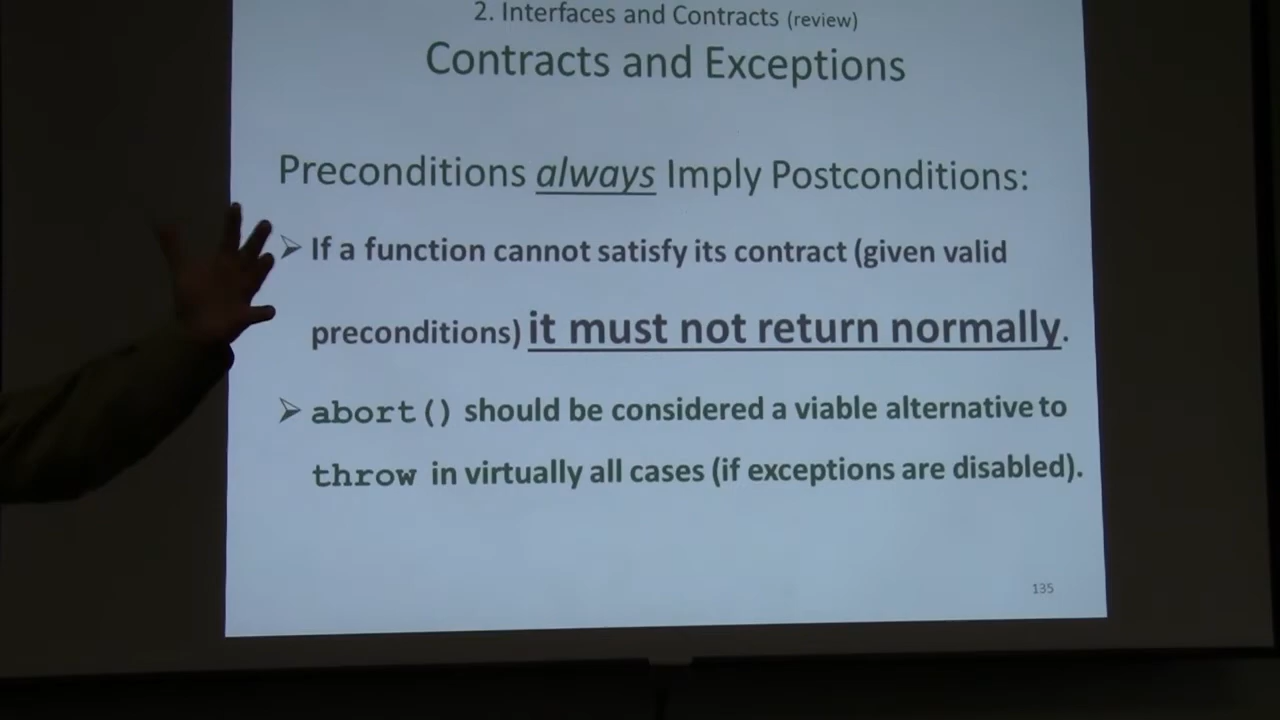 2. Interfaces and Contracts (review)
Contracts and Exceptions
Preconditions always Imply Postconditions:
➢ If a function cannot satisfy its contract (given valid
preconditions) it must not return normally.
➢ abort() should be considered a viable alternative to
throw in virtually all cases (if exceptions are disabled).
135